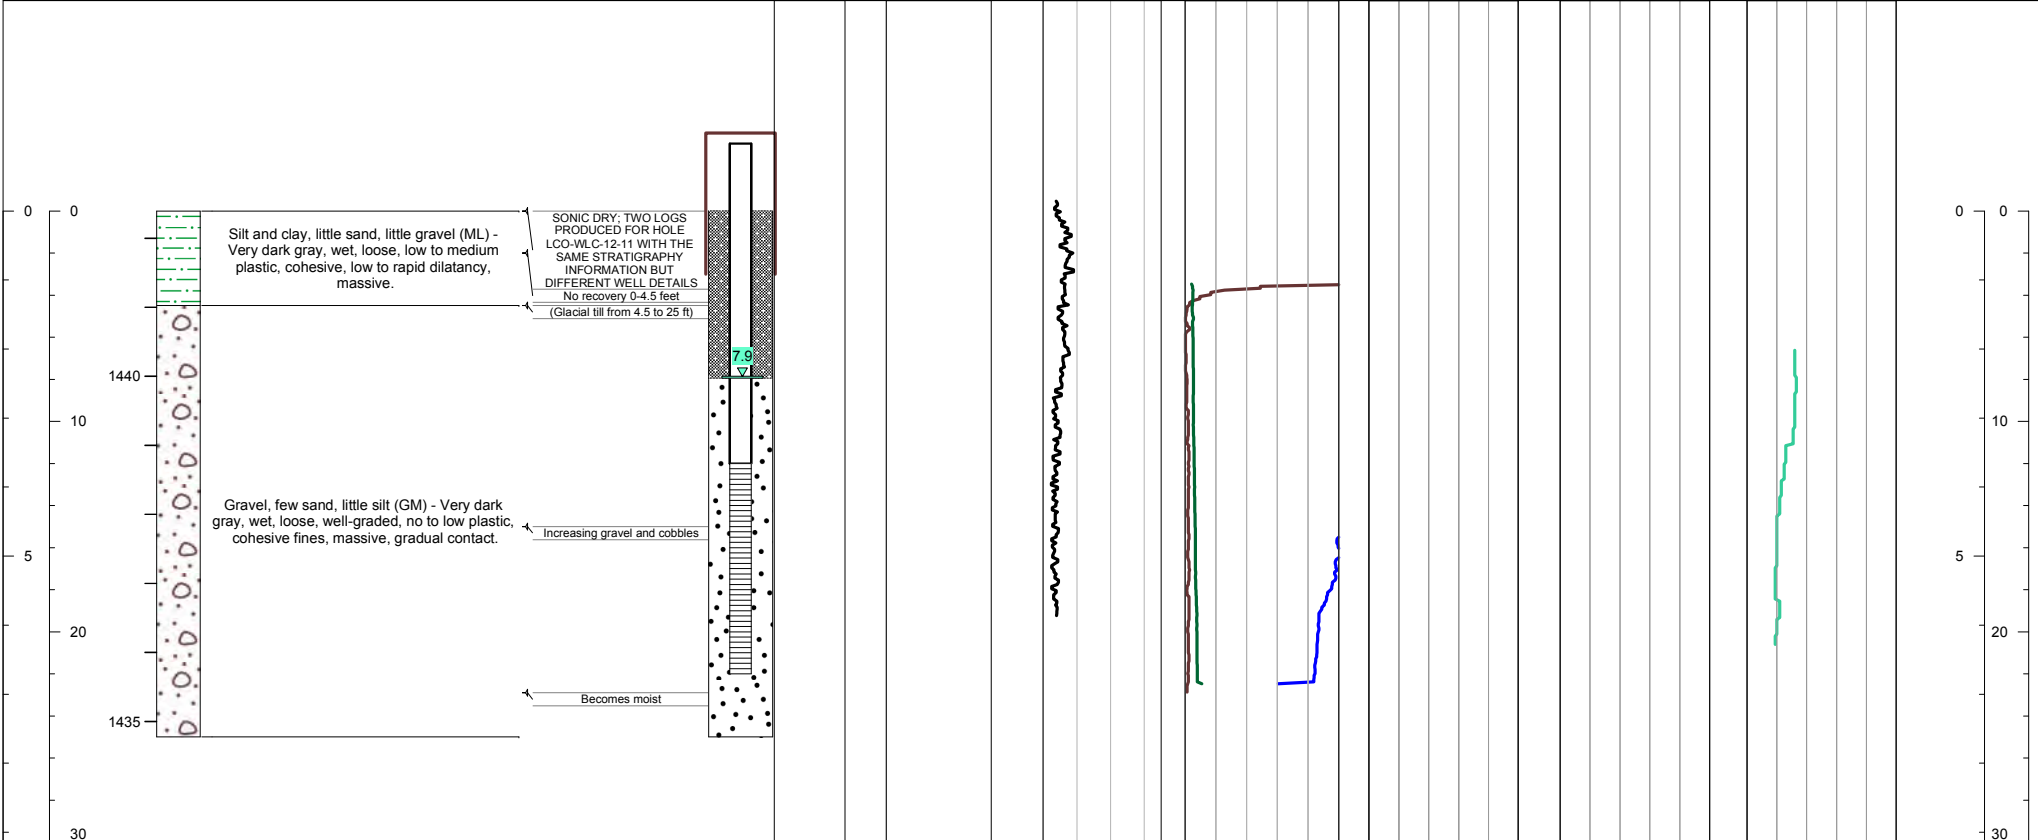 0
0
SONIC DRY; TWO LOGS
PRODUCED FOR HOLE
LCO-WLC-12-11 WITH THE
SAME STRATIGRAPHY
INFORMATION BUT
DIFFERENT WELL DETAILS
0
0
Silt and clay, little sand, little gravel (ML) -
Very dark gray, wet, loose, low to medium
plastic, cohesive, low to rapid dilatancy,
massive.
No recovery 0-4.5 feet
(Glacial till from 4.5 to 25 ft)
7.9
1440
10
10
Gravel, few sand, little silt (GM) - Very dark
gray, wet, loose, well-graded, no to low plastic,
cohesive fines, massive, gradual contact.
Increasing gravel and cobbles
5
5
20
20
Becomes moist
1435
30
30